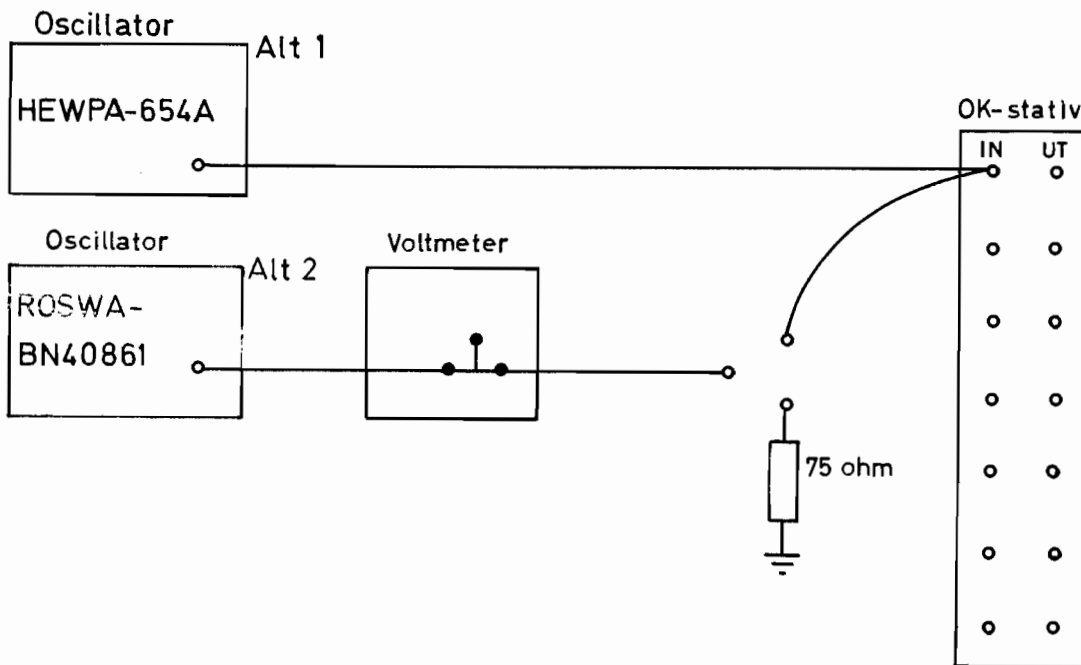 Oscillator
Alt 1
HEWPA-654A
OK-stativ
IN UT
Oscillator
Alt 2
Voltmeter
ROSWA-
BN40861
75 ohm